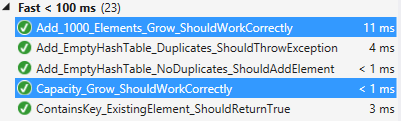 Fast < 100 ms (23)
Add_1000_Elements_Grow_ShouldWorkCorrectly 11 ms
Add_EmptyHashTable_Duplicates_ShouldThrowException 4 ms
Add_EmptyHashTable_NoDuplicates_ShouldAddElement < 1 ms
Capacity_Grow_ShouldWorkCorrectly < 1 ms
ContainsKey_ExistingElement_ShouldReturnTrue 3 ms